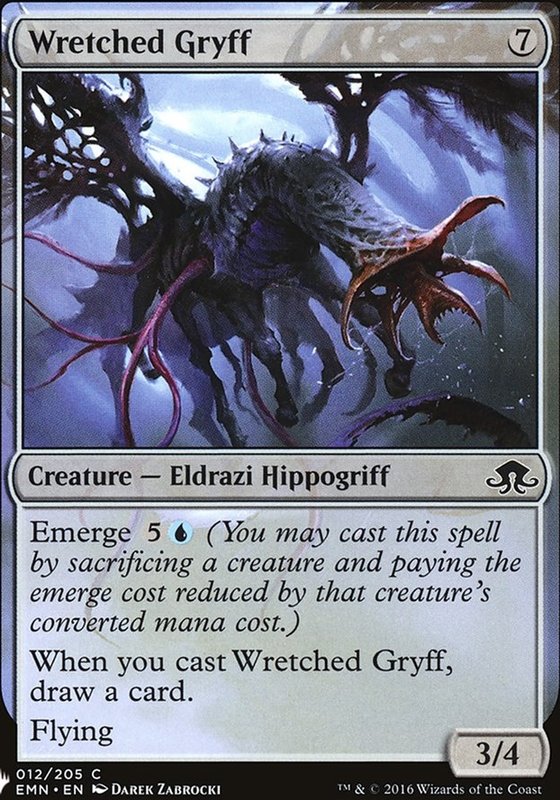 Wretched Gryff 7
Creature — Eldrazi Hippogriff
Emerge 5 (You may cast this spell
by sacrificing a creature and paying the
emerge cost reduced by that creature's
converted mana cost.)
When you cast Wretched Gryff,
draw a card.
Flying
3/4
012/205 C
EMN • EN Darek Zabrocki
™ & © 2016 Wizards of the Coast